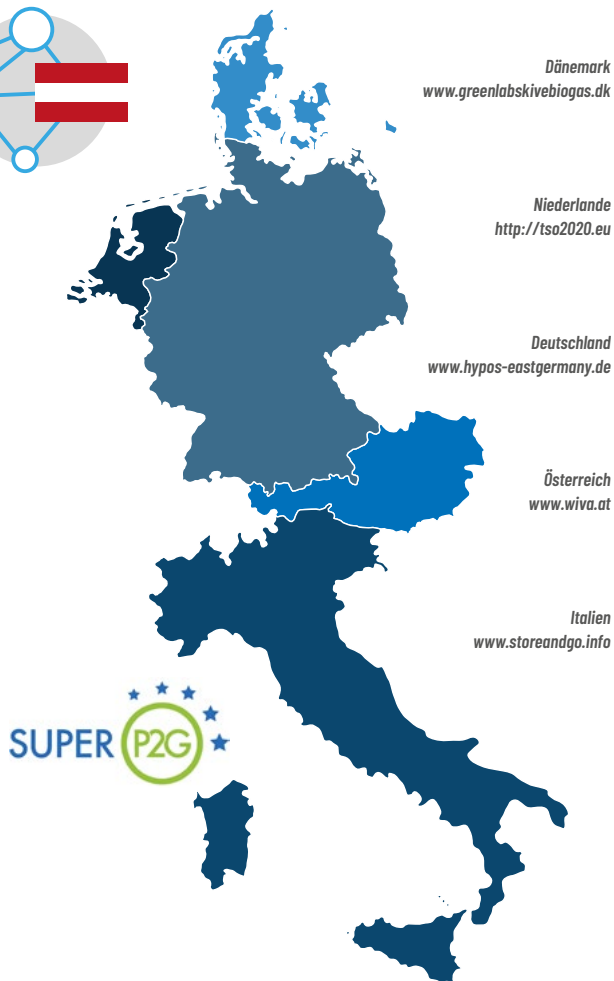 Dänemark
www.greenlabskivebiogas.dk
Niederlande
http://tso2020.eu
Deutschland
www.hypos-eastgermany.de
Österreich
www.wiva.at
Italien
www.storeandgo.info
SUPER P2G